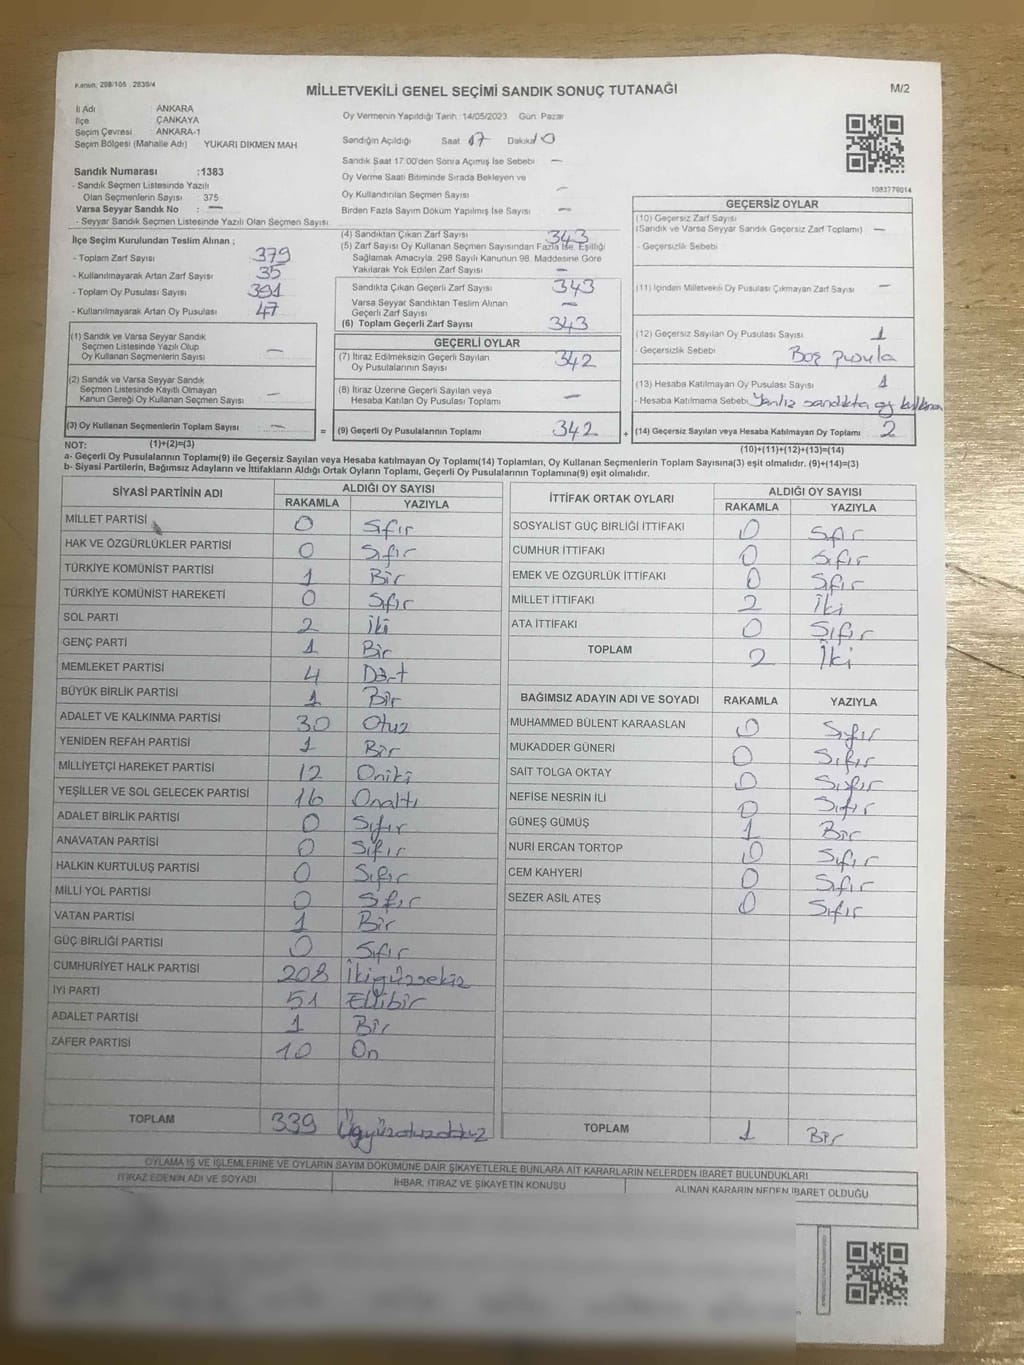 Kanun: 298/105 , 2839/4
MİLLETVEKİLİ GENEL SEÇİMİ SANDIK SONUÇ TUTANAĞI
M/2
İl Adı ANKARA
İlçe ÇANKAYA
Seçim Çevresi ANKARA-1
Seçim Bölgesi (Mahalle Adı) YUKARI DİKMEN MAH
Oy Vermenin Yapıldığı Tarih :14/05/2023 Gün: Pazar
Sandığın Açıldığı Saat 17 Dakika 10
Sandık Saat 17:00'den Sonra Açımış İse Sebebi —
Oy Verme Saati Bitiminde Sırada Bekleyen ve
Oy Kullandırılan Seçmen Sayısı —
Birden Fazla Sayım Döküm Yapılmış İse Sayısı —
1083779014
Sandık Numarası :1383
- Sandık Seçmen Listesinde Yazılı
Olan Seçmenlerin Sayısı : 375
Varsa Seyyar Sandık No : —
- Seyyar Sandık Seçmen Listesinde Yazılı Olan Seçmen Sayısı
İlçe Seçim Kurulundan Teslim Alınan ;
- Toplam Zarf Sayısı 379
- Kullanılmayarak Artan Zarf Sayısı 35
- Toplam Oy Pusulası Sayısı 391
- Kullanılmayarak Artan Oy Pusulası 47
(4) Sandıktan Çıkan Zarf Sayısı 343
(5) Zarf Sayısı Oy Kullanan Seçmen Sayısından Fazla İse, Eşitliği
Sağlamak Amacıyla, 298 Sayılı Kanunun 98. Maddesine Göre
Yakılarak Yok Edilen Zarf Sayısı —
Sandıkta Çıkan Geçerli Zarf Sayısı 343
Varsa Seyyar Sandıktan Teslim Alınan
Geçerli Zarf Sayısı —
(6) Toplam Geçerli Zarf Sayısı 343
GEÇERSİZ OYLAR
(10) Geçersiz Zarf Sayısı
(Sandık ve Varsa Seyyar Sandık Geçersiz Zarf Toplamı) —
- Geçersizlik Sebebi
(11) İçinden Milletvekili Oy Pusulası Çıkmayan Zarf Sayısı —
(12) Geçersiz Sayılan Oy Pusulası Sayısı 1
- Geçersizlik Sebebi Boş pusula
(13) Hesaba Katılmayan Oy Pusulası Sayısı 1
- Hesaba Katılmama Sebebi Yanlız sandıkta oy
(14) Geçersiz Sayılan veya Hesaba Katılmayan Oy Toplamı 2
(10)+(11)+(12)+(13)=(14)
(1) Sandık ve Varsa Seyyar Sandık
Seçmen Listesinde Yazılı Olup
Oy Kullanan Seçmenlerin Sayısı —
(2) Sandık ve Varsa Seyyar Sandık
Seçmen Listesinde Kayıtlı Olmayan
Kanun Gereği Oy Kullanan Seçmen Sayısı —
(3) Oy Kullanan Seçmenlerin Toplam Sayısı —
(1)+(2)=(3)
=
GEÇERLİ OYLAR
(7) İtiraz Edilmeksizin Geçerli Sayılan
Oy Pusulalarının Sayısı 342
(8) İtiraz Üzerine Geçerli Sayılan veya
Hesaba Katılan Oy Pusulası Toplamı —
(9) Geçerli Oy Pusulalarının Toplamı 342
+
NOT:
a- Geçerli Oy Pusulalarının Toplamı(9) ile Geçersiz Sayılan veya Hesaba katılmayan Oy Toplamı(14) Toplamları, Oy Kullanan Seçmenlerin Toplam Sayısına(3) eşit olmalıdır. (9)+(14)=(3)
b- Siyasi Partilerin, Bağımsız Adayların ve İttifakların Aldığı Ortak Oyların Toplamı, Geçerli Oy Pusulalarının Toplamına(9) eşit olmalıdır.
SİYASİ PARTİNİN ADI
ALDIĞI OY SAYISI
RAKAMLA YAZIYLA
MİLLET PARTİSİ 0 Sıfır
HAK VE ÖZGÜRLÜKLER PARTİSİ 0 Sıfır
TÜRKİYE KOMÜNİST PARTİSİ 1 Bir
TÜRKİYE KOMÜNİST HAREKETİ 0 Sıfır
SOL PARTİ 2 İki
GENÇ PARTİ 1 Bir
MEMLEKET PARTİSİ 4 Dört
BÜYÜK BİRLİK PARTİSİ 1 Bir
ADALET VE KALKINMA PARTİSİ 30 Otuz
YENİDEN REFAH PARTİSİ 1 Bir
MİLLİYETÇİ HAREKET PARTİSİ 12 Oniki
YEŞİLLER VE SOL GELECEK PARTİSİ 16 Onaltı
ADALET BİRLİK PARTİSİ 0 Sıfır
ANAVATAN PARTİSİ 0 Sıfır
HALKIN KURTULUŞ PARTİSİ 0 Sıfır
MİLLİ YOL PARTİSİ 0 Sıfır
VATAN PARTİSİ 1 Bir
GÜÇ BİRLİĞİ PARTİSİ 0 Sıfır
CUMHURİYET HALK PARTİSİ 208 İkiyüzsekiz
İYİ PARTİ 51 Ellibir
ADALET PARTİSİ 1 Bir
ZAFER PARTİSİ 10 On
TOPLAM 339 Üçyüzotuzdokuz
İTTİFAK ORTAK OYLARI
ALDIĞI OY SAYISI
RAKAMLA YAZIYLA
SOSYALİST GÜÇ BİRLİĞİ İTTİFAKI 0 Sıfır
CUMHUR İTTİFAKI 0 Sıfır
EMEK VE ÖZGÜRLÜK İTTİFAKI 0 Sıfır
MİLLET İTTİFAKI 2 İki
ATA İTTİFAKI 0 Sıfır
TOPLAM 2 İki
BAĞIMSIZ ADAYIN ADI VE SOYADI RAKAMLA YAZIYLA
MUHAMMED BÜLENT KARAASLAN 0 Sıfır
MUKADDER GÜNERİ 0 Sıfır
SAİT TOLGA OKTAY 0 Sıfır
NEFİSE NESRİN İLİ 0 Sıfır
GÜNEŞ GÜMÜŞ 1 Bir
NURİ ERCAN TORTOP 0 Sıfır
CEM KAHYERİ 0 Sıfır
SEZER ASİL ATEŞ 0 Sıfır
TOPLAM 1 Bir
OYLAMA İŞ VE İŞLEMLERİNE VE OYLARIN SAYIM DÖKÜMÜNE DAİR ŞİKAYETLERLE BUNLARA AİT KARARLARIN NELERDEN İBARET BULUNDUKLARI
İTİRAZ EDENİN ADI VE SOYADI
İHBAR, İTİRAZ VE ŞİKAYETİN KONUSU
ALINAN KARARIN NEDEN İBARET OLDUĞU